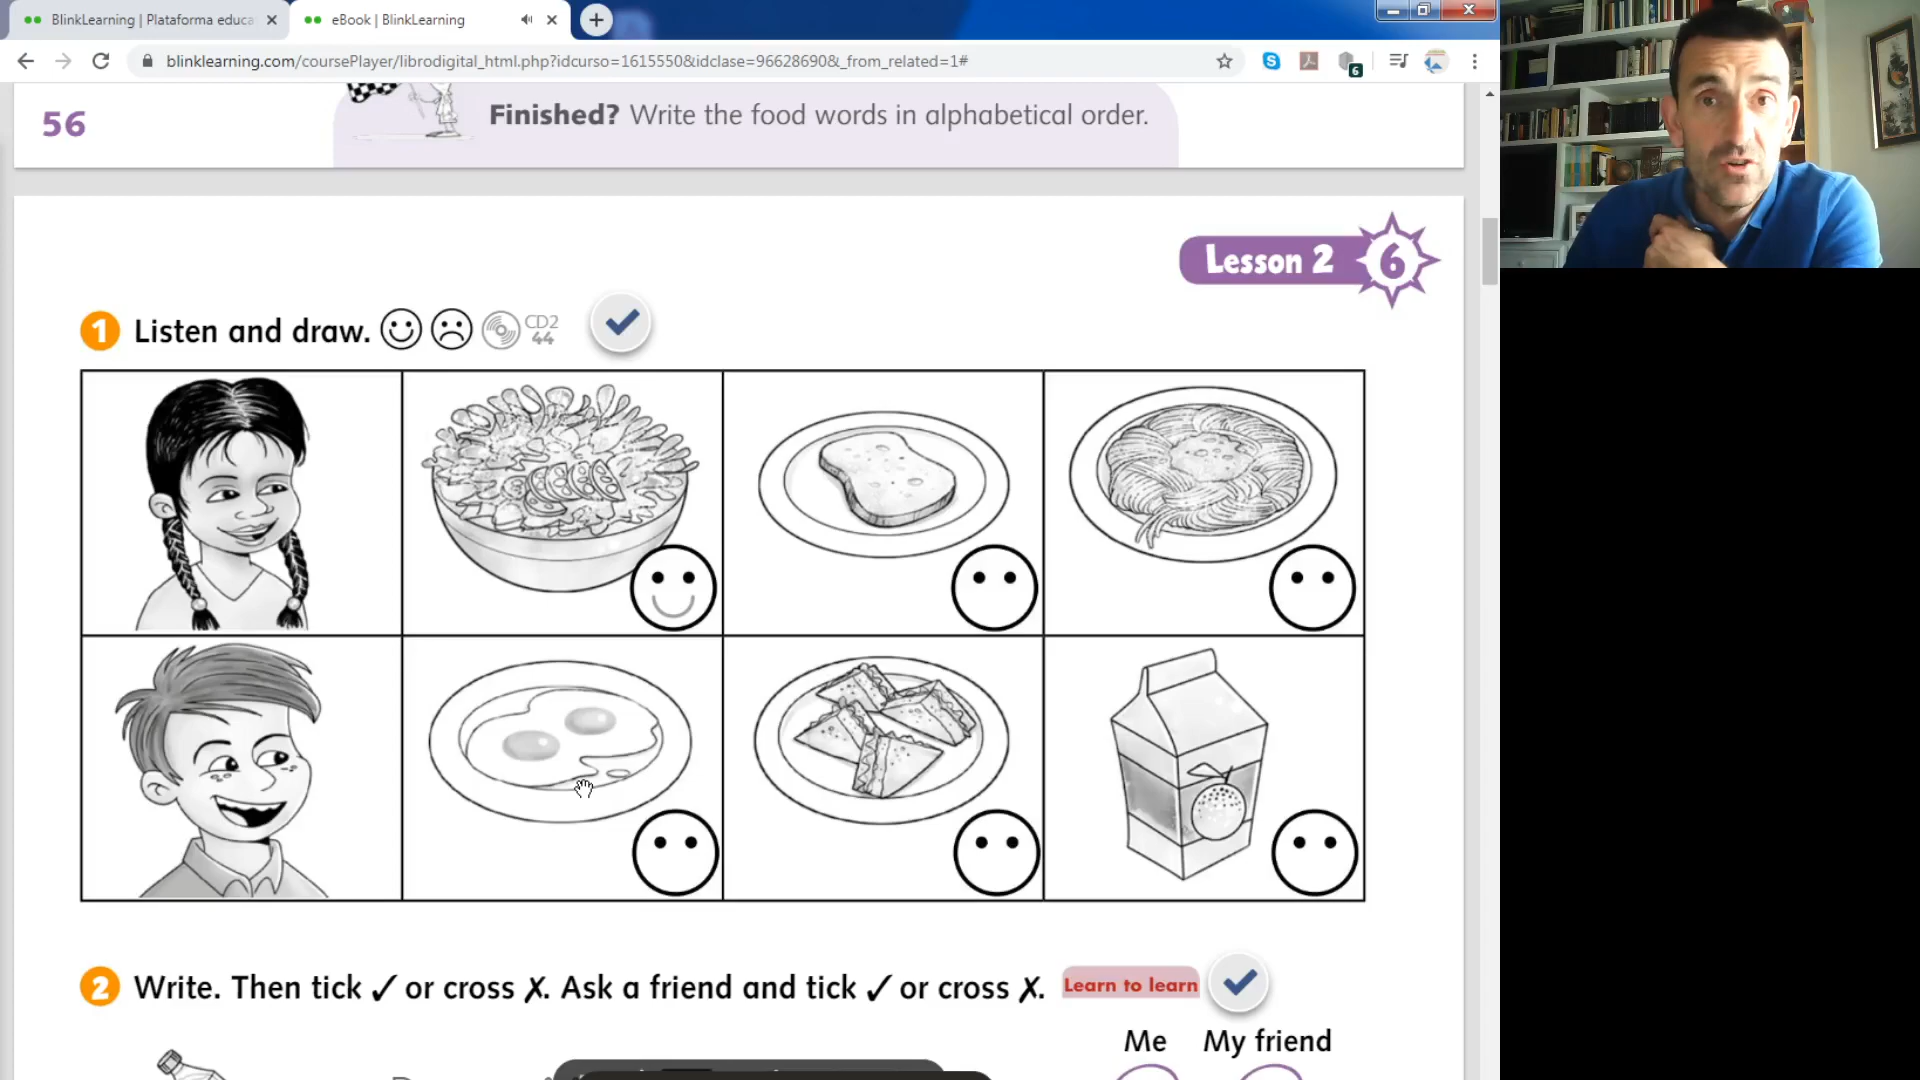 BlinkLearning | Plataforma educa
eBook | BlinkLearning
blinklearning.com/coursePlayer/librodigital_html.php?idcurso=1615550&idclase=96628690&_from_related=1#
6
56
Finished? Write the food words in alphabetical order.
Lesson 2 6
1 Listen and draw. CD2 44
2 Write. Then tick ✓ or cross ✗. Ask a friend and tick ✓ or cross ✗. Learn to learn
Me My friend